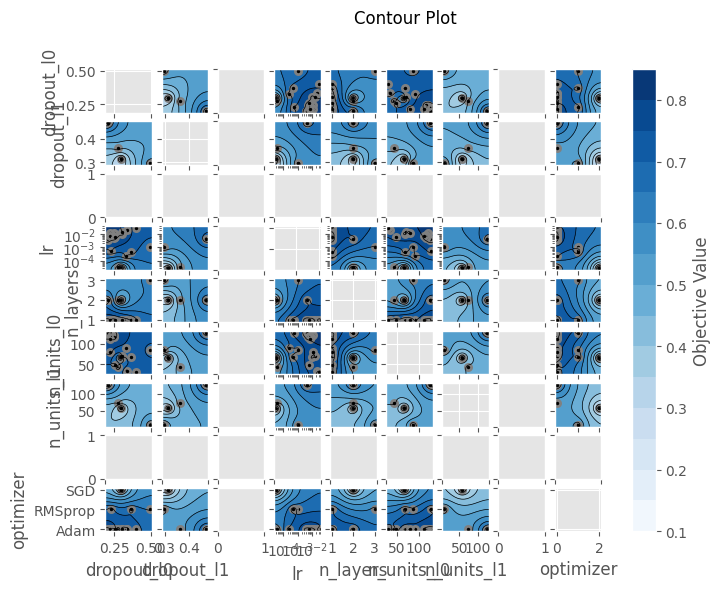 Contour Plot
dropout_l0
0.50
0.25
dropout_l1
0.4
0.3
1
0
lr
10⁻²
10⁻³
10⁻⁴
n_layers
3
2
1
n_units_l0
100
50
n_units_l1
100
50
1
0
optimizer
SGD
RMSprop
Adam
0.25 0.50
0.3 0.4
0 1
10⁻² 
1 2 3
50 100
50 100
0 1
0 2
dropout_l0 dropout_l1 lr n_layers n_units_l0 n_units_l1 optimizer
0.8
0.7
0.6
0.5
0.4
0.3
0.2
0.1
Objective Value